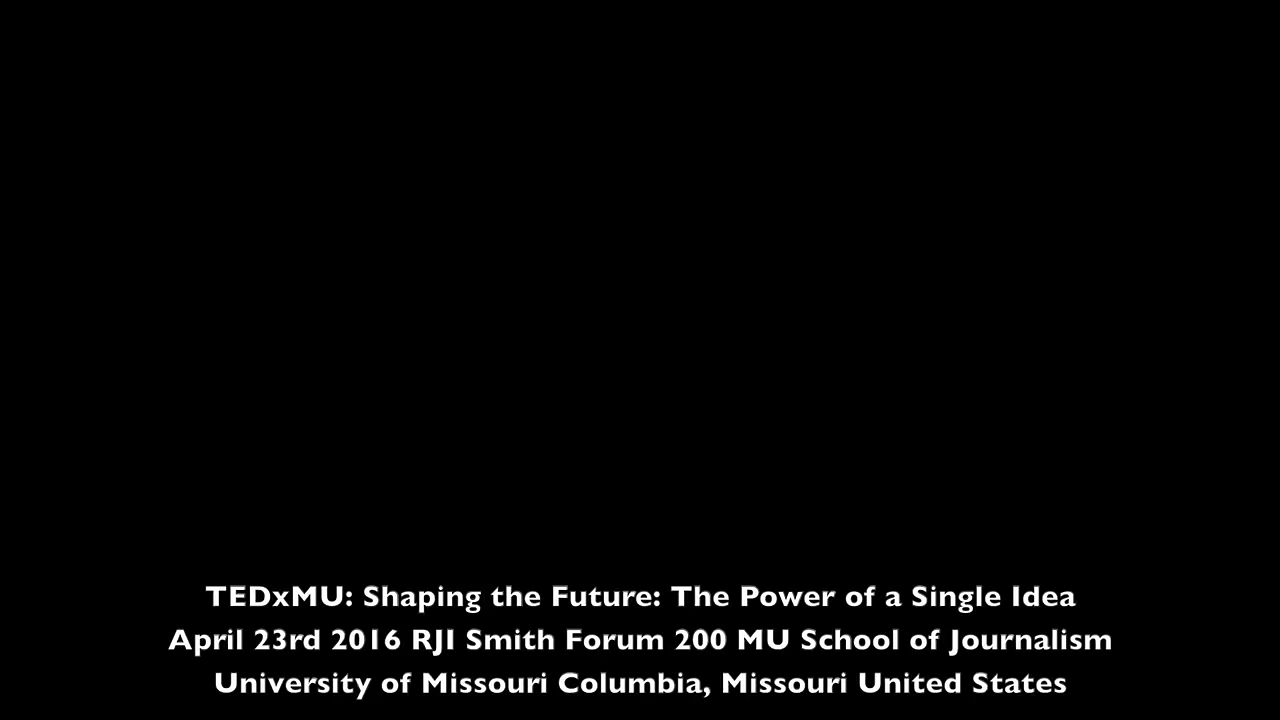 TEDxMU: Shaping the Future: The Power of a Single Idea
April 23rd 2016 RJI Smith Forum 200 MU School of Journalism
University of Missouri Columbia, Missouri United States